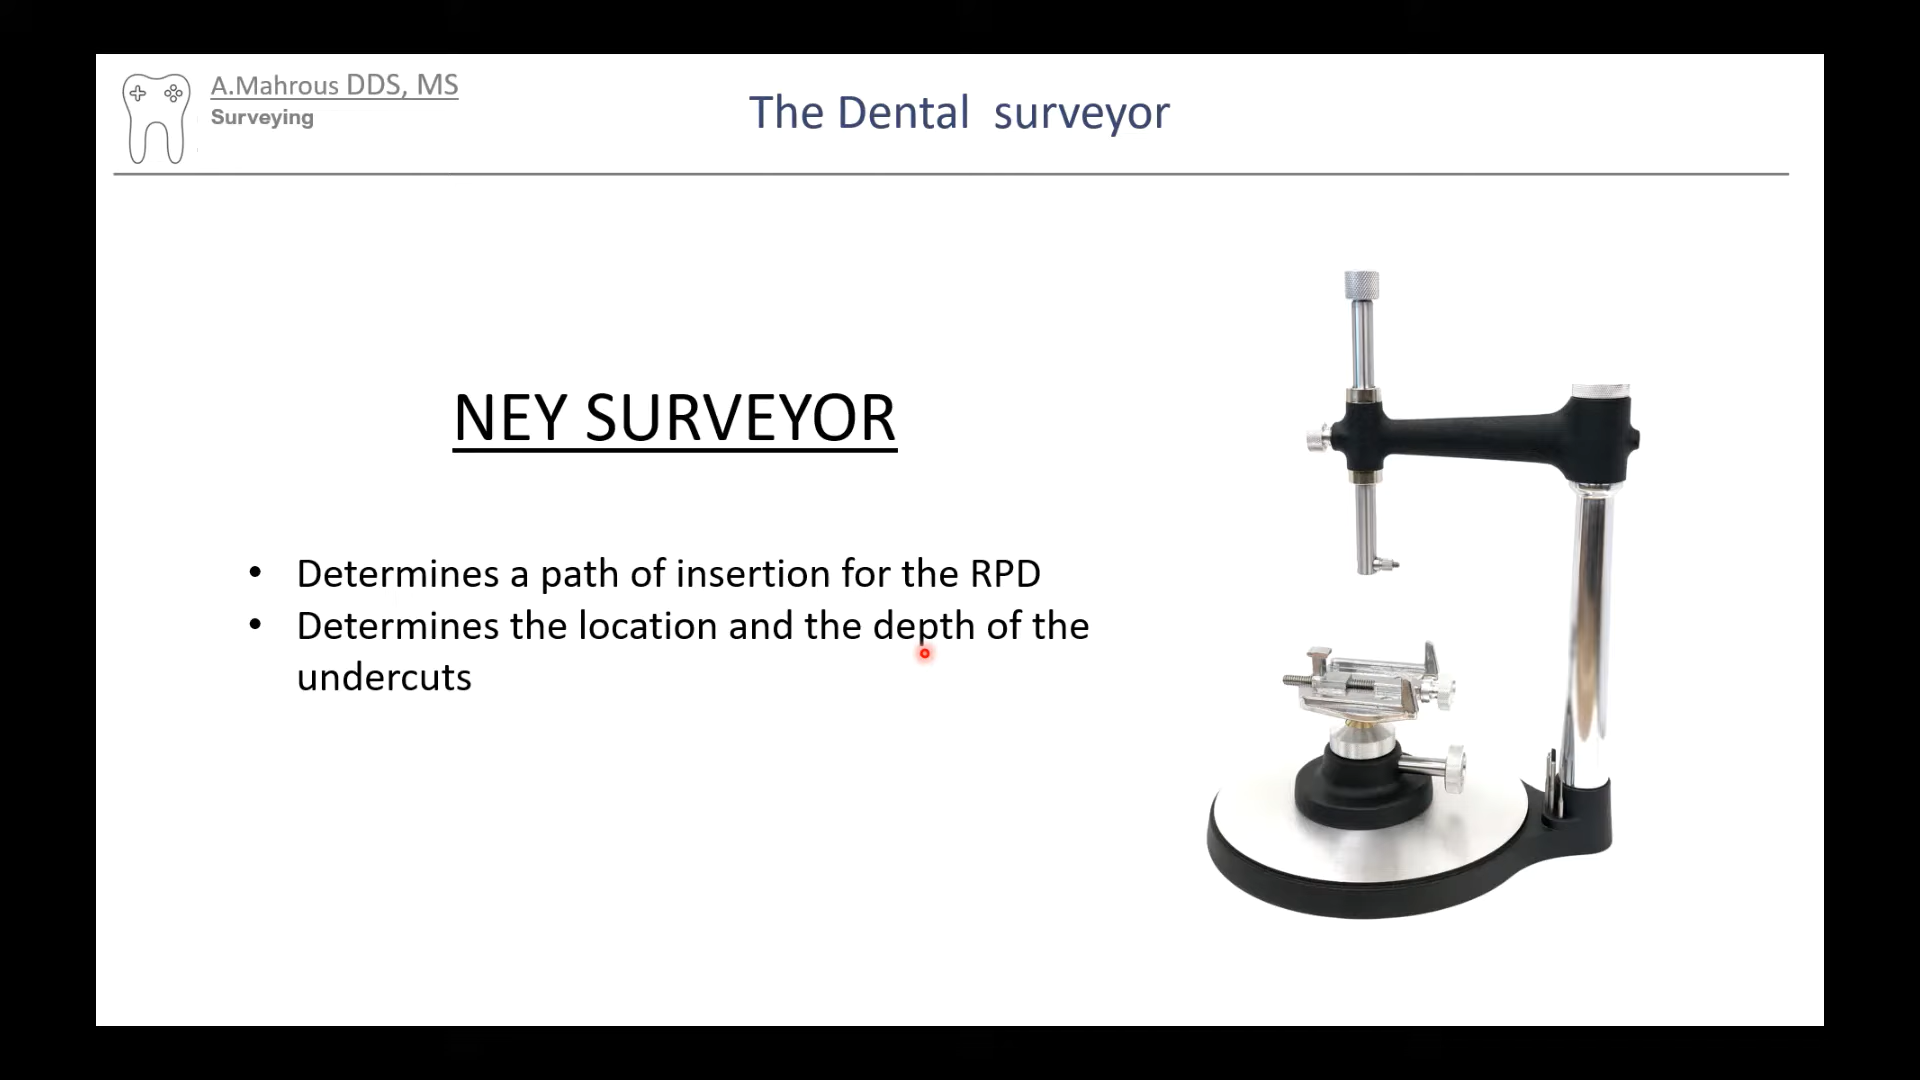 A.Mahrous DDS, MS
Surveying
The Dental surveyor
NEY SURVEYOR
• Determines a path of insertion for the RPD
• Determines the location and the depth of the
undercuts